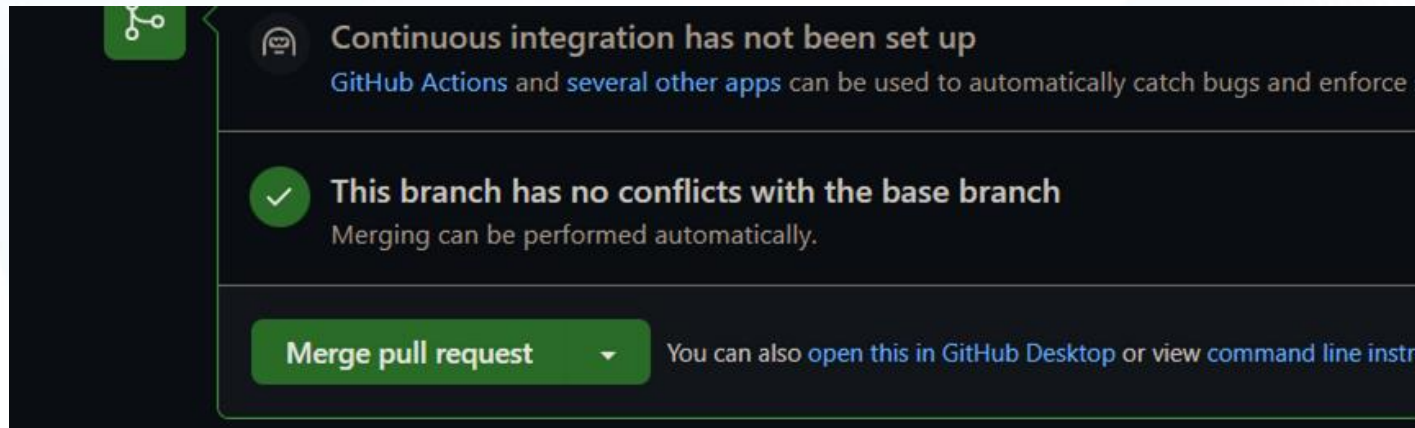 Continuous integration has not been set up
GitHub Actions and several other apps can be used to automatically catch bugs and enforce
This branch has no conflicts with the base branch
Merging can be performed automatically.
Merge pull request
You can also open this in GitHub Desktop or view command line instr